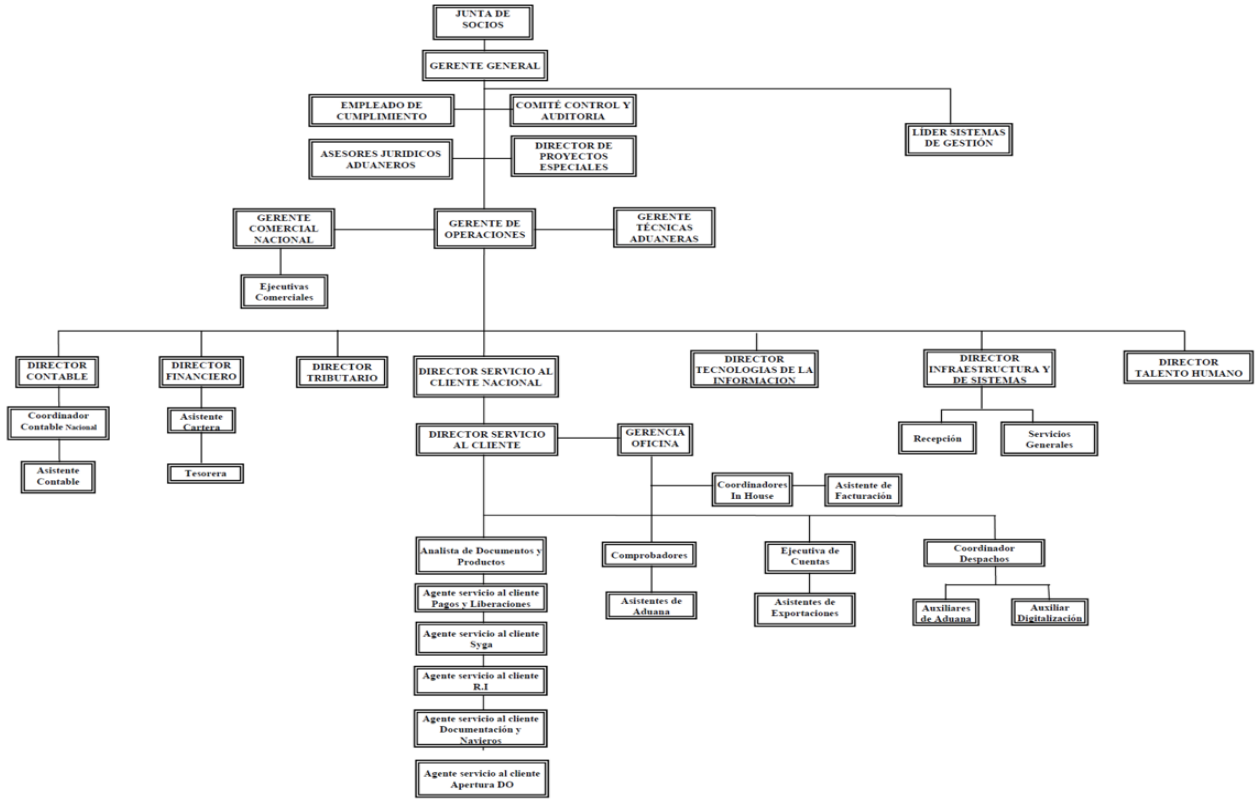 JUNTA DE
SOCIOS
GERENTE GENERAL
EMPLEADO DE
CUMPLIMIENTO
COMITÉ CONTROL Y
AUDITORIA
LÍDER SISTEMAS
DE GESTIÓN
ASESORES JURIDICOS
ADUANEROS
DIRECTOR DE
PROYECTOS
ESPECIALES
GERENTE
COMERCIAL
NACIONAL
GERENTE DE
OPERACIONES
GERENTE
TÉCNICAS
ADUANERAS
Ejecutivas
Comerciales
DIRECTOR
CONTABLE
DIRECTOR
FINANCIERO
DIRECTOR
TRIBUTARIO
DIRECTOR SERVICIO AL
CLIENTE NACIONAL
DIRECTOR
TECNOLOGIAS DE LA
INFORMACION
DIRECTOR
INFRAESTRUCTURA Y
DE SISTEMAS
DIRECTOR
TALENTO HUMANO
Coordinador
Contable Nacional
Asistente
Cartera
DIRECTOR SERVICIO
AL CLIENTE
GERENCIA
OFICINA
Recepción
Servicios
Generales
Asistente
Contable
Tesorera
Coordinadores
In House
Asistente de
Facturación
Analista de Documentos y
Productos
Comprobadores
Ejecutiva de
Cuentas
Coordinador
Despachos
Agente servicio al cliente
Pagos y Liberaciones
Asistentes de
Aduana
Asistentes de
Exportaciones
Auxiliares
de Aduana
Auxiliar
Digitalización
Agente servicio al cliente
Syga
Agente servicio al cliente
R.I
Agente servicio al cliente
Documentación y
Navieros
Agente servicio al cliente
Apertura DO